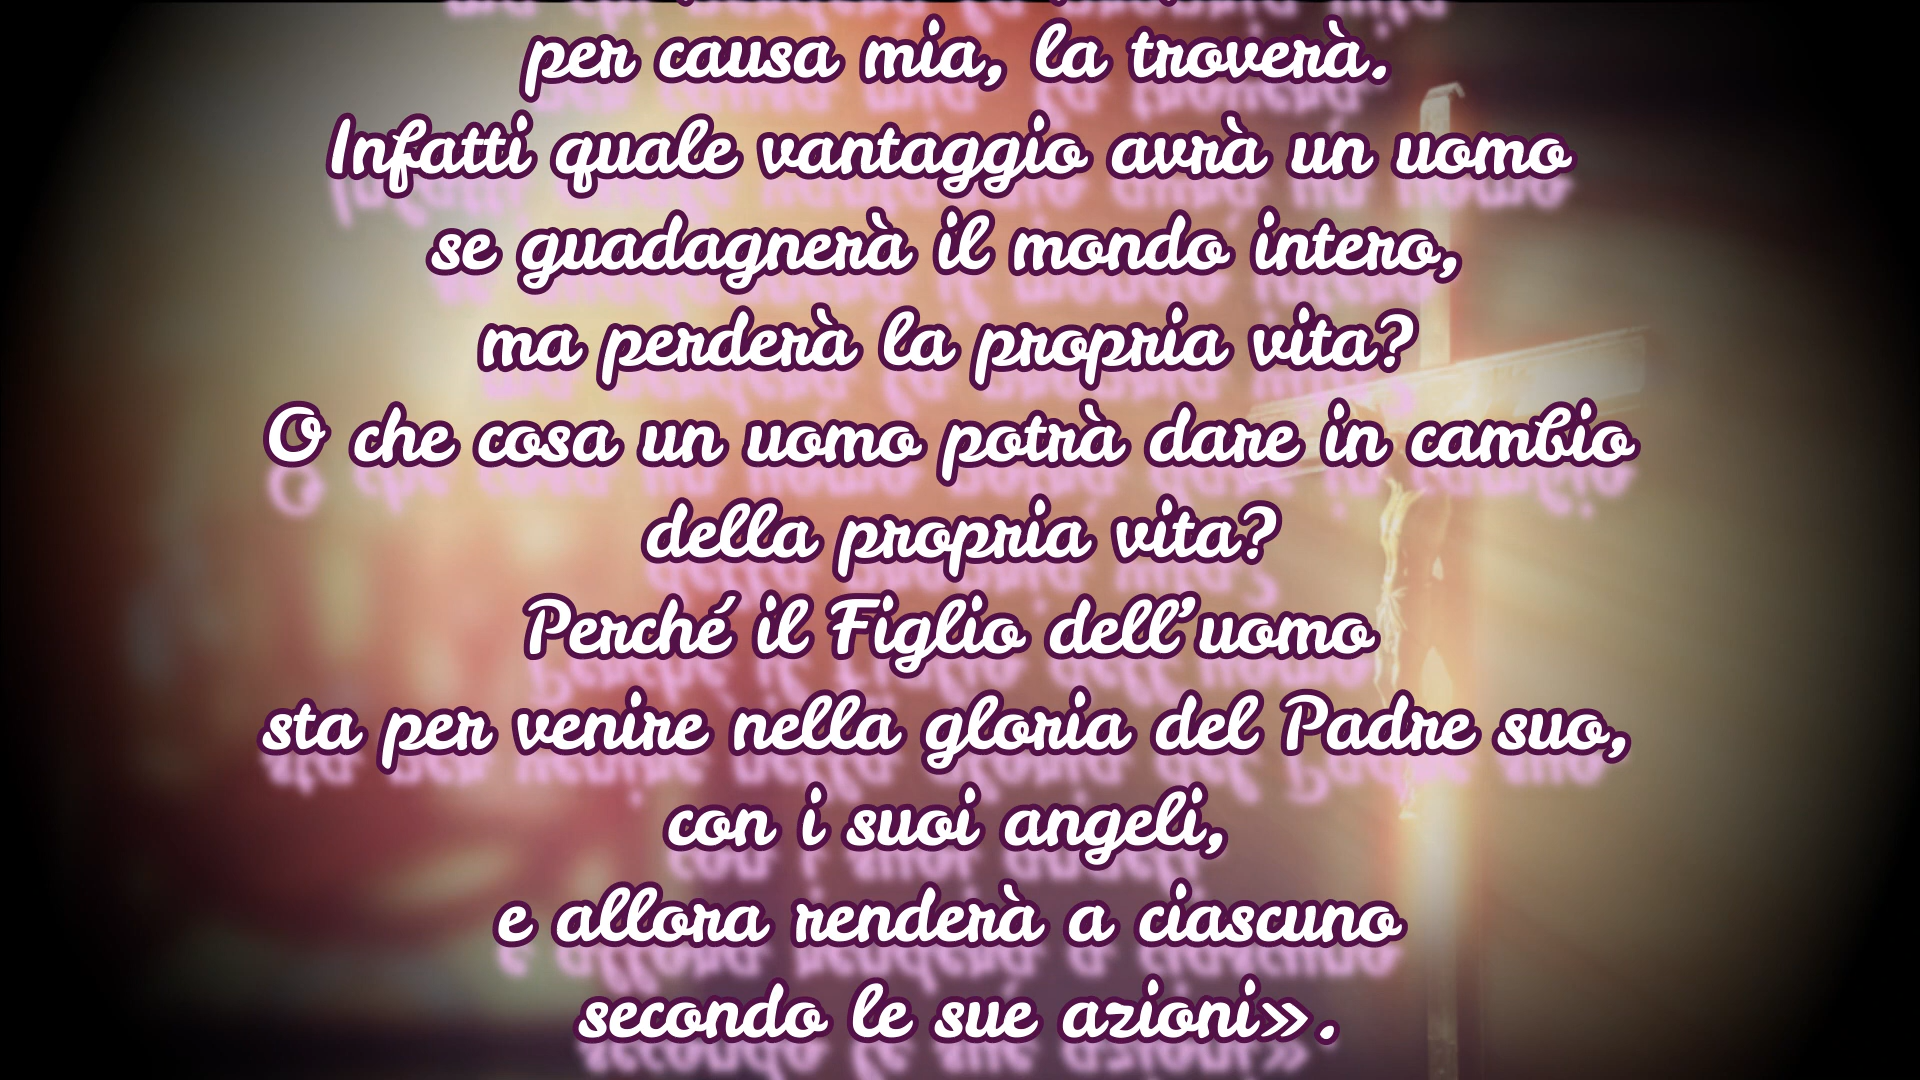 per causa mia, la troverà.
Infatti quale vantaggio avrà un uomo
se guadagnerà il mondo intero,
ma perderà la propria vita?
O che cosa un uomo potrà dare in cambio
della propria vita?
Perché il Figlio dell’uomo
sta per venire nella gloria del Padre suo,
con i suoi angeli,
e allora renderà a ciascuno
secondo le sue azioni».